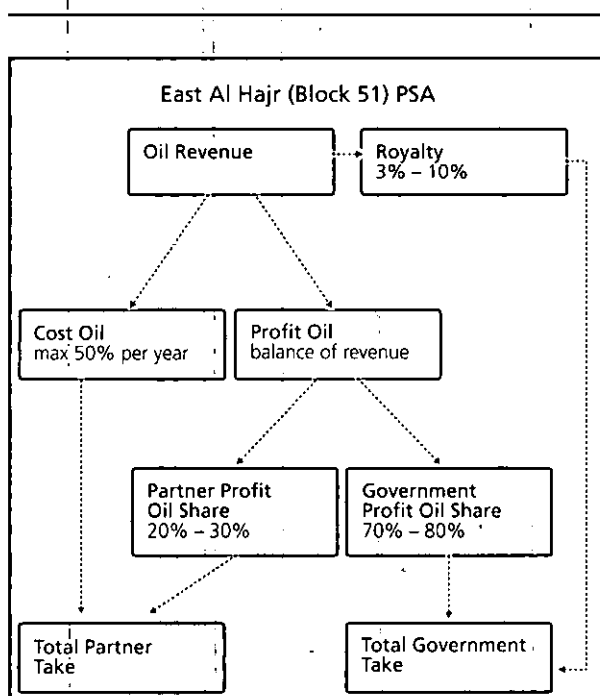 East Al Hajr (Block 51) PSA
Oil Revenue
Royalty
3% – 10%
Cost Oil
max 50% per year
Profit Oil
balance of revenue
Partner Profit
Oil Share
20% – 30%
Government
Profit Oil Share
70% – 80%
Total Partner
Take
Total Government
Take